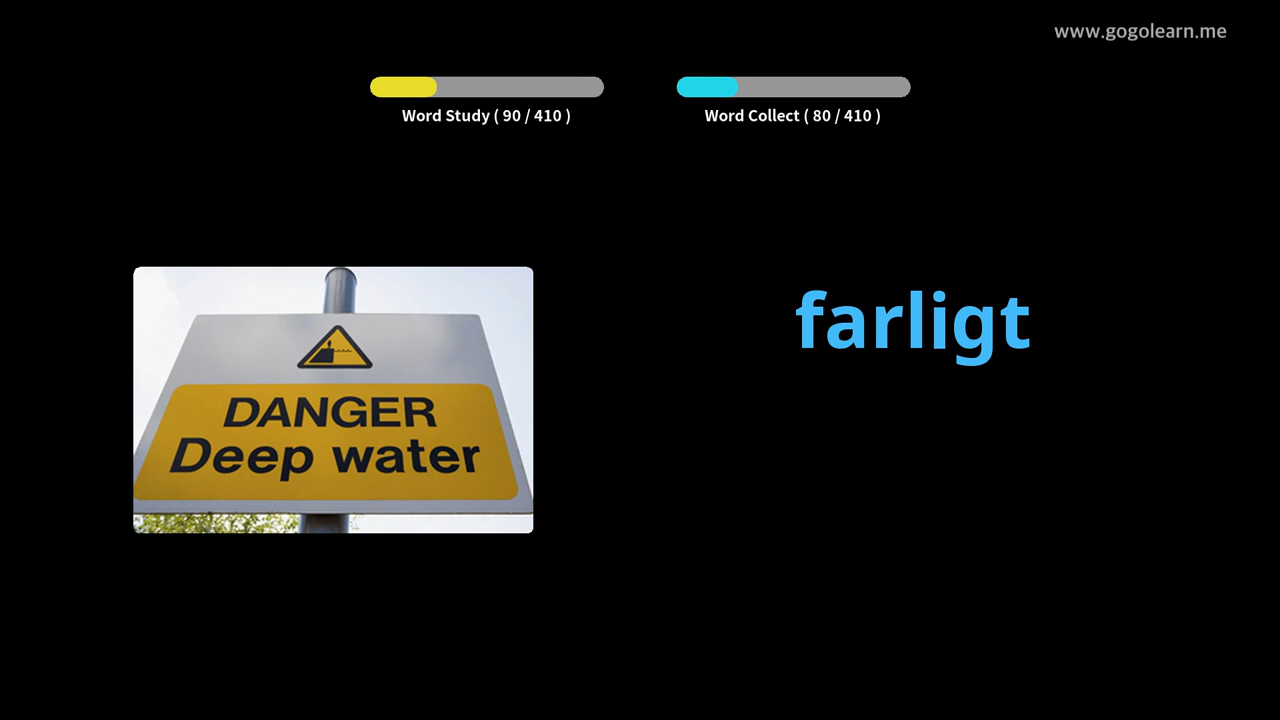 www.gogolearn.me
Word Study ( 90 / 410 )
Word Collect ( 80 / 410 )
DANGER
Deep water
farligt